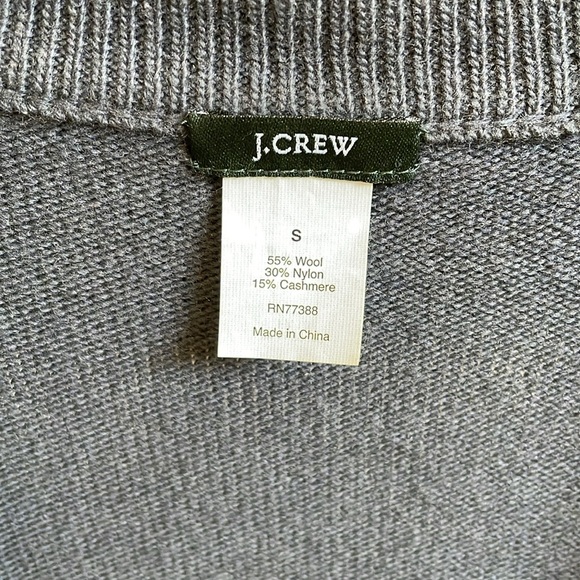 J.CREW
S
55% Wool
30% Nylon
15% Cashmere
RN77388
Made in China